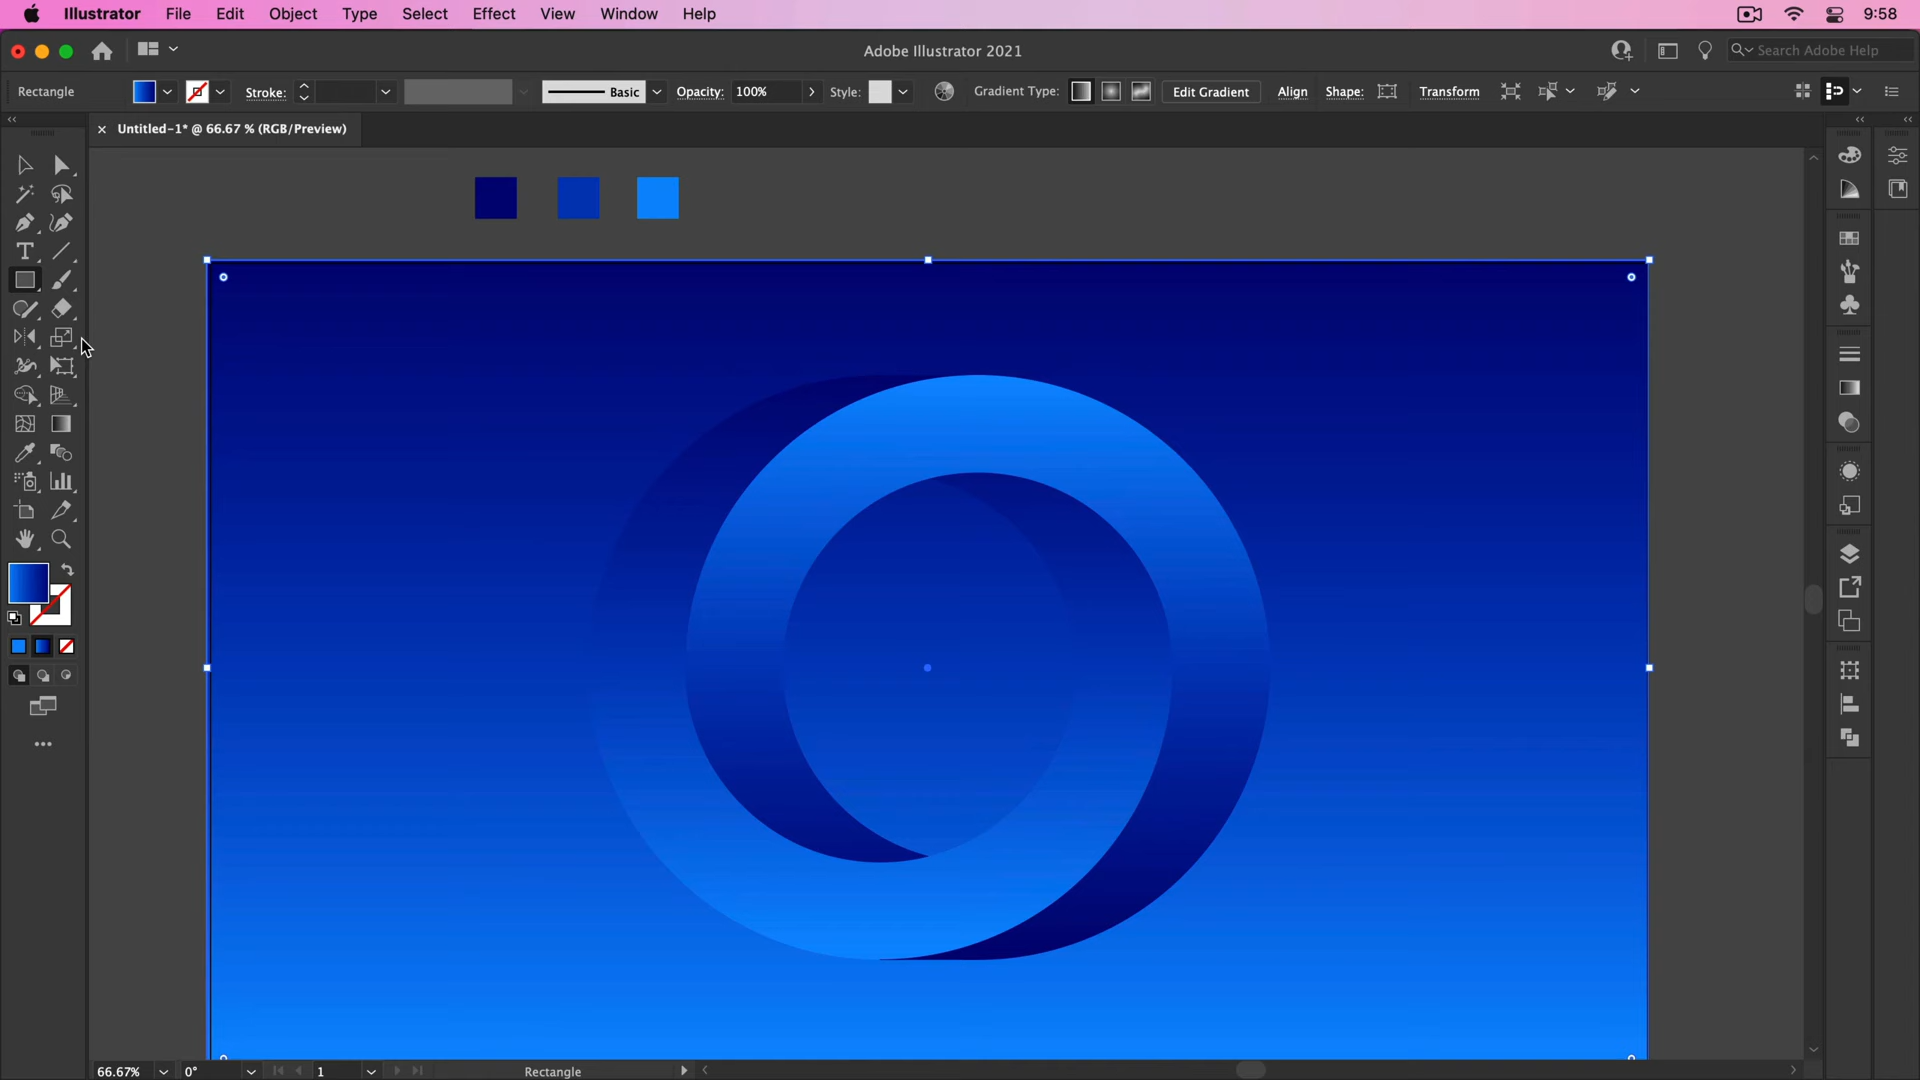 Illustrator File Edit Object Type Select Effect View Window Help 9:58
Adobe Illustrator 2021 Search Adobe Help
Rectangle Stroke: Basic Opacity: 100% Style: Gradient Type: Edit Gradient Align Shape: Transform
Untitled-1* @ 66.67 % (RGB/Preview)
T
66.67% 0° 1 Rectangle